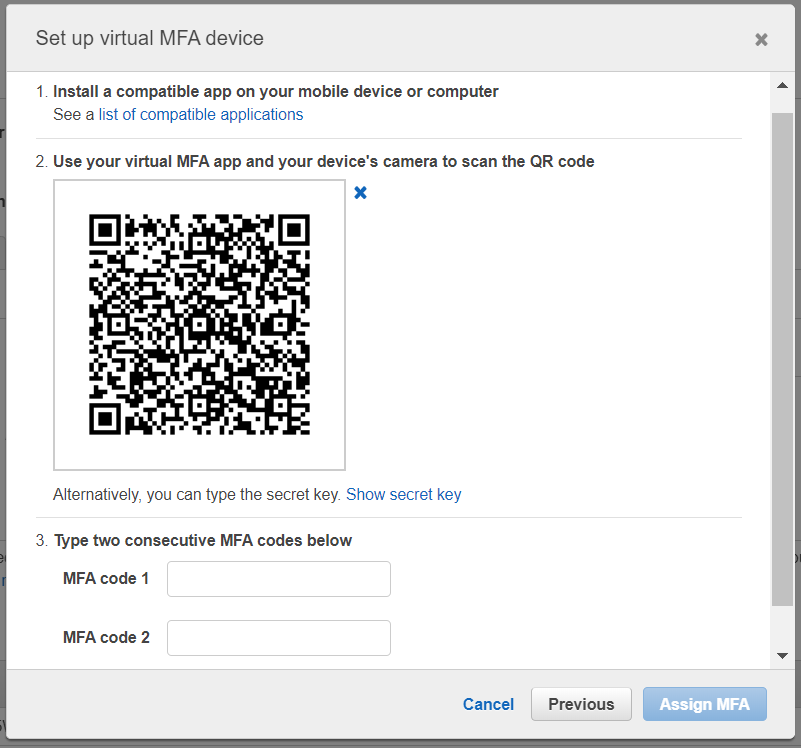 Set up virtual MFA device
1. Install a compatible app on your mobile device or computer
See a list of compatible applications
2. Use your virtual MFA app and your device's camera to scan the QR code
Alternatively, you can type the secret key. Show secret key
3. Type two consecutive MFA codes below
MFA code 1
MFA code 2
Cancel Previous Assign MFA